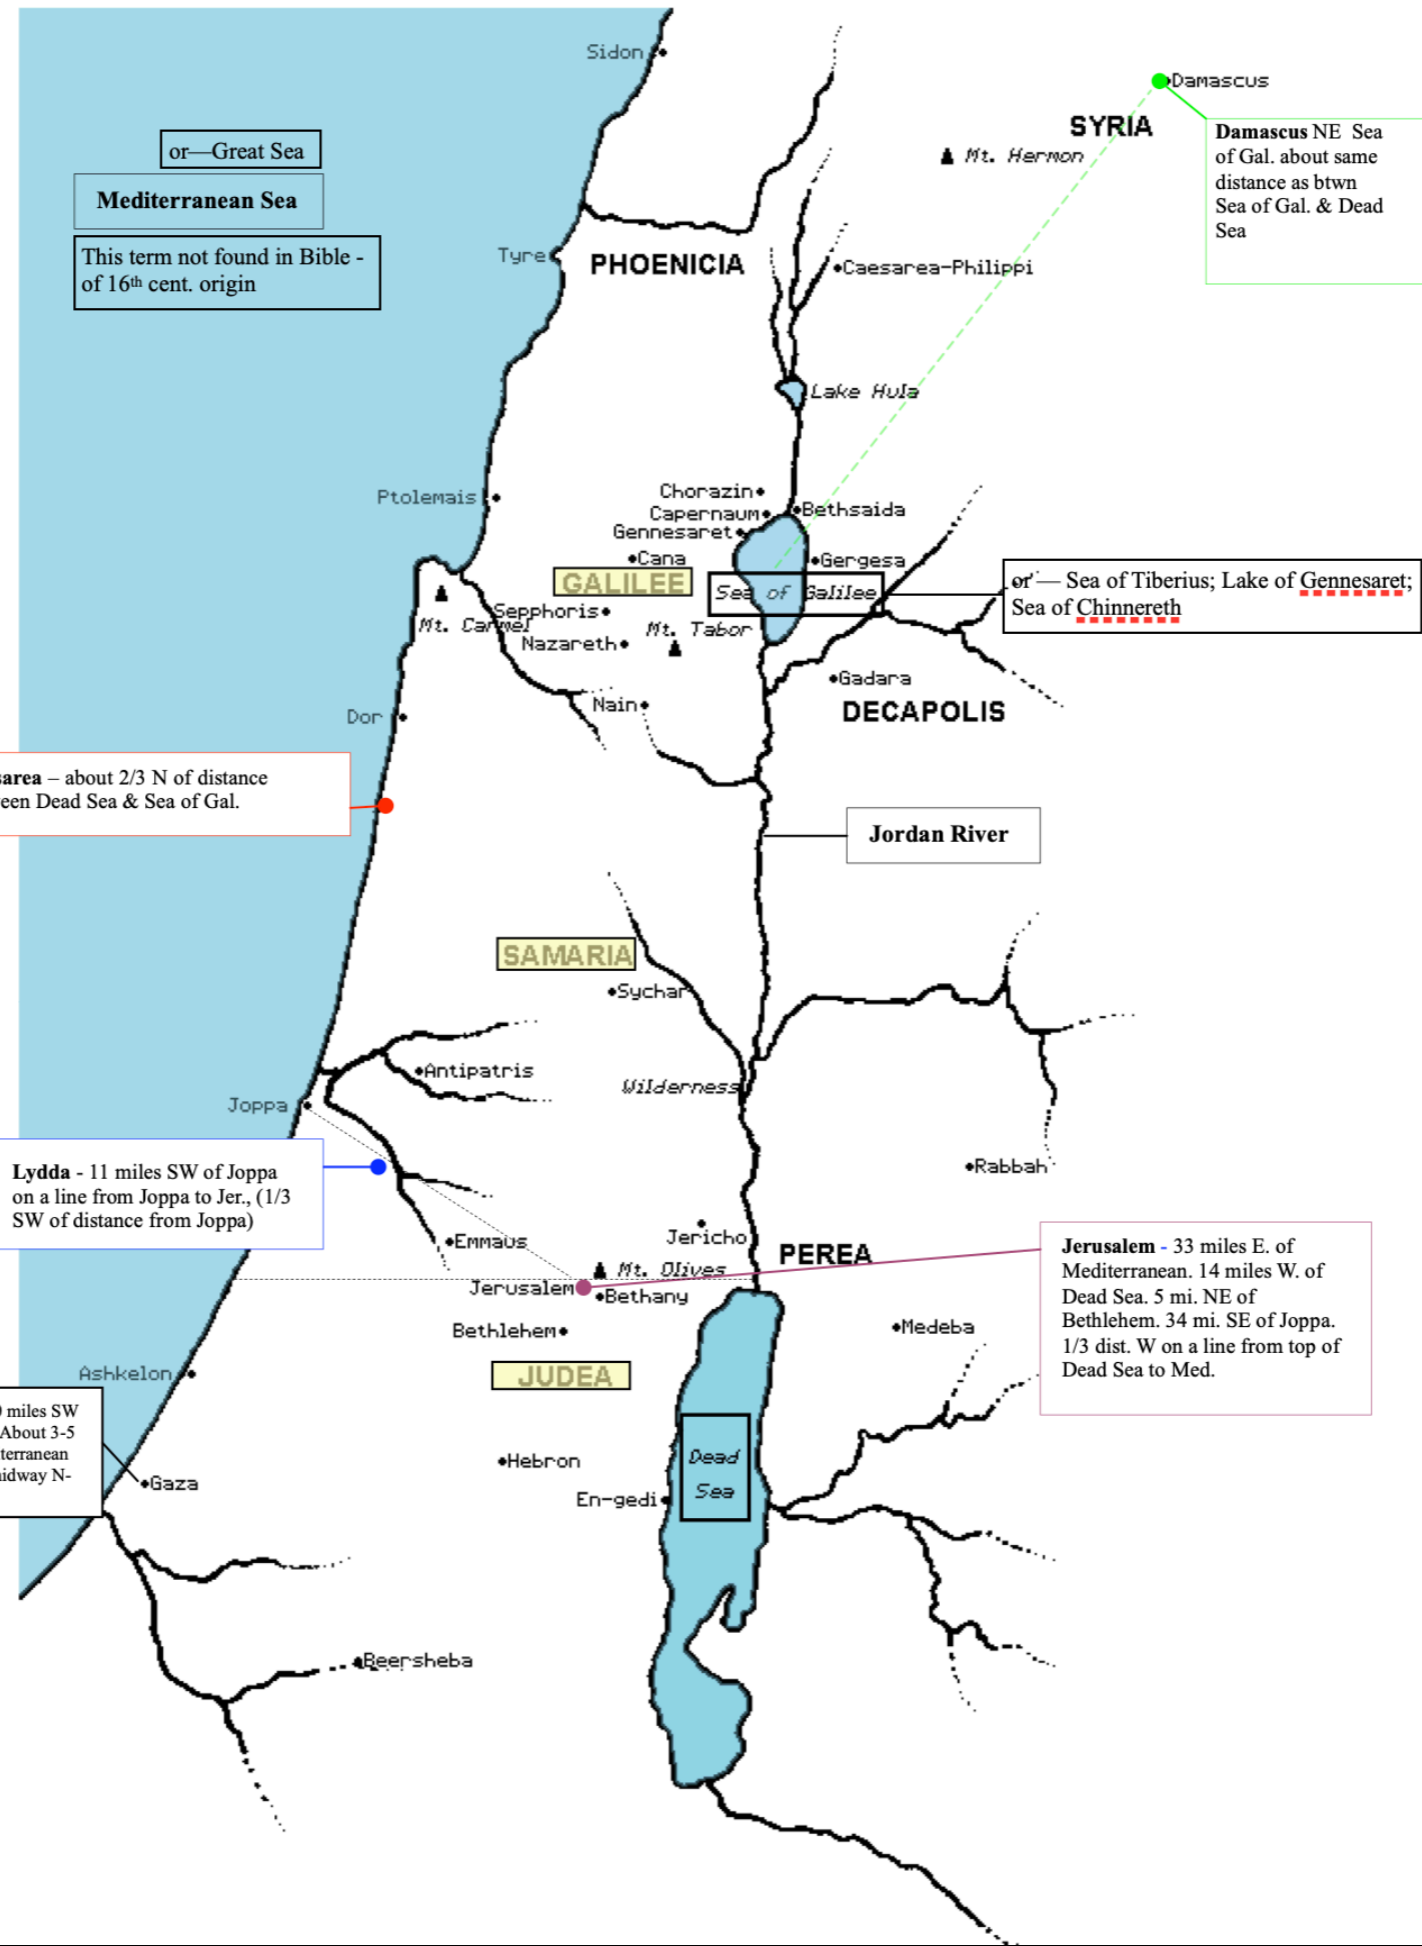 Sidon
Damascus
SYRIA
Damascus NE Sea
of Gal. about same
distance as btwn
Sea of Gal. & Dead
Sea
or—Great Sea
Mt. Hermon
Mediterranean Sea
This term not found in Bible -
of 16th cent. origin
Tyre
PHOENICIA
Caesarea-Philippi
Lake Hula
Ptolemais
Chorazin
Capernaum
Bethsaida
Gennesaret
Cana
Gergesa
GALILEE
Sea of Galilee
or — Sea of Tiberius; Lake of Gennesaret;
Sea of Chinnereth
Sepphoris
Mt. Carmel
Mt. Tabor
Nazareth
Gadara
Nain
DECAPOLIS
Dor
sarea – about 2/3 N of distance
een Dead Sea & Sea of Gal.
Jordan River
SAMARIA
Sychar
Antipatris
Wilderness
Joppa
Lydda - 11 miles SW of Joppa
on a line from Joppa to Jer., (1/3
SW of distance from Joppa)
Rabbah
Emmaus
Jericho
PEREA
Mt. Olives
Jerusalem
Bethany
Jerusalem - 33 miles E. of
Mediterranean. 14 miles W. of
Dead Sea. 5 mi. NE of
Bethlehem. 34 mi. SE of Joppa.
1/3 dist. W on a line from top of
Dead Sea to Med.
Bethlehem
Medeba
Ashkelon
JUDEA
miles SW
About 3-5
terranean
idway N-
Gaza
Hebron
Dead
Sea
En-gedi
Beersheba